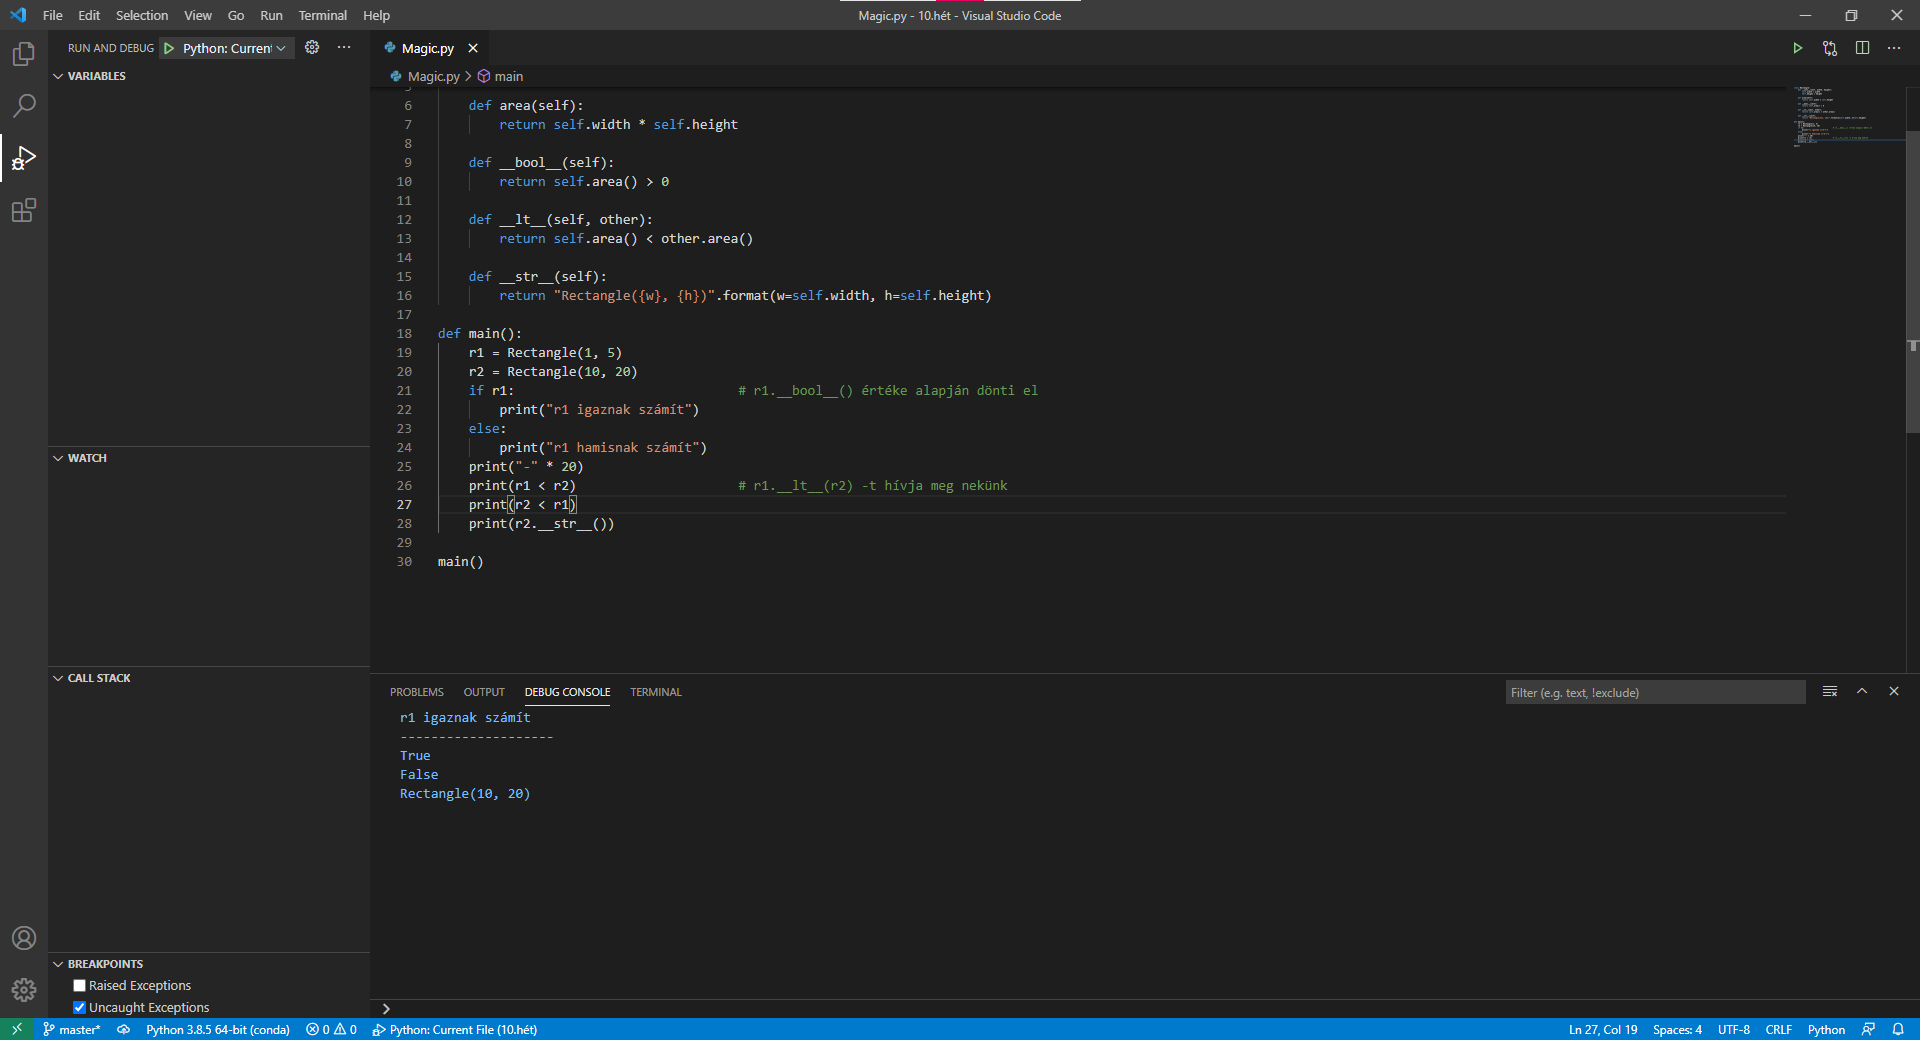 File Edit Selection View Go Run Terminal Help
Magic.py - 10.hét - Visual Studio Code
RUN AND DEBUG Python: Current
VARIABLES
WATCH
CALL STACK
BREAKPOINTS
Raised Exceptions
Uncaught Exceptions
Magic.py
Magic.py > main
5
6     def area(self):
7         return self.width * self.height
8
9     def __bool__(self):
10         return self.area() > 0
11
12     def __lt__(self, other):
13         return self.area() < other.area()
14
15     def __str__(self):
16         return "Rectangle({w}, {h})".format(w=self.width, h=self.height)
17
18 def main():
19     r1 = Rectangle(1, 5)
20     r2 = Rectangle(10, 20)
21     if r1:                             # r1.__bool__() értéke alapján dönti el
22         print("r1 igaznak számít")
23     else:
24         print("r1 hamisnak számít")
25     print("-" * 20)
26     print(r1 < r2)                     # r1.__lt__(r2) -t hívja meg nekünk
27     print(r2 < r1)
28     print(r2.__str__())
29
30 main()
PROBLEMS OUTPUT DEBUG CONSOLE TERMINAL
Filter (e.g. text, !exclude)
r1 igaznak számít
--------------------
True
False
Rectangle(10, 20)
master* Python 3.8.5 64-bit (conda) 0 0 Python: Current File (10.hét)
Ln 27, Col 19 Spaces: 4 UTF-8 CRLF Python